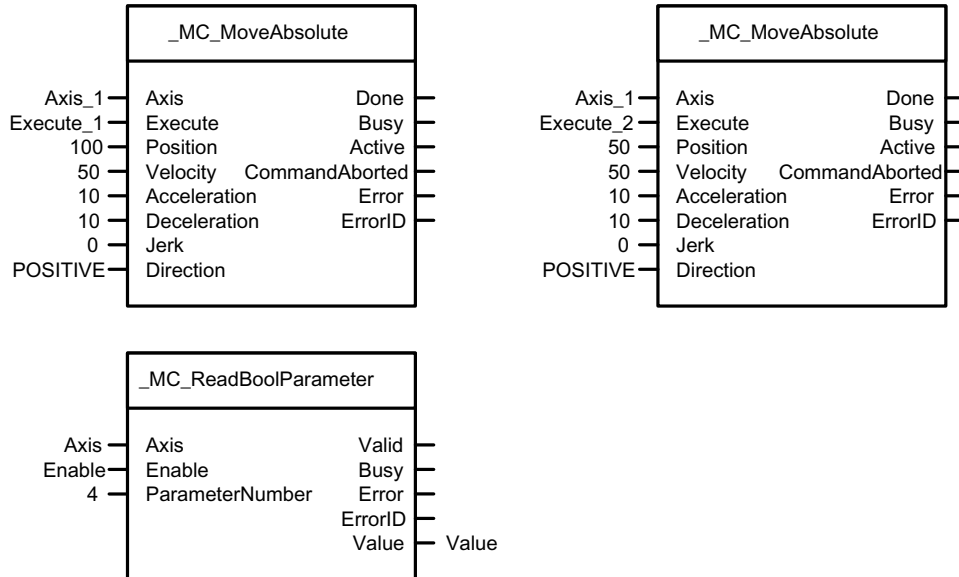 _MC_MoveAbsolute
Axis_1 Axis Done
Execute_1 Execute Busy
100 Position Active
50 Velocity CommandAborted
10 Acceleration Error
10 Deceleration ErrorID
0 Jerk
POSITIVE Direction
_MC_MoveAbsolute
Axis_1 Axis Done
Execute_2 Execute Busy
50 Position Active
50 Velocity CommandAborted
10 Acceleration Error
10 Deceleration ErrorID
0 Jerk
POSITIVE Direction
_MC_ReadBoolParameter
Axis Axis Valid
Enable Enable Busy
4 ParameterNumber Error
ErrorID
Value Value